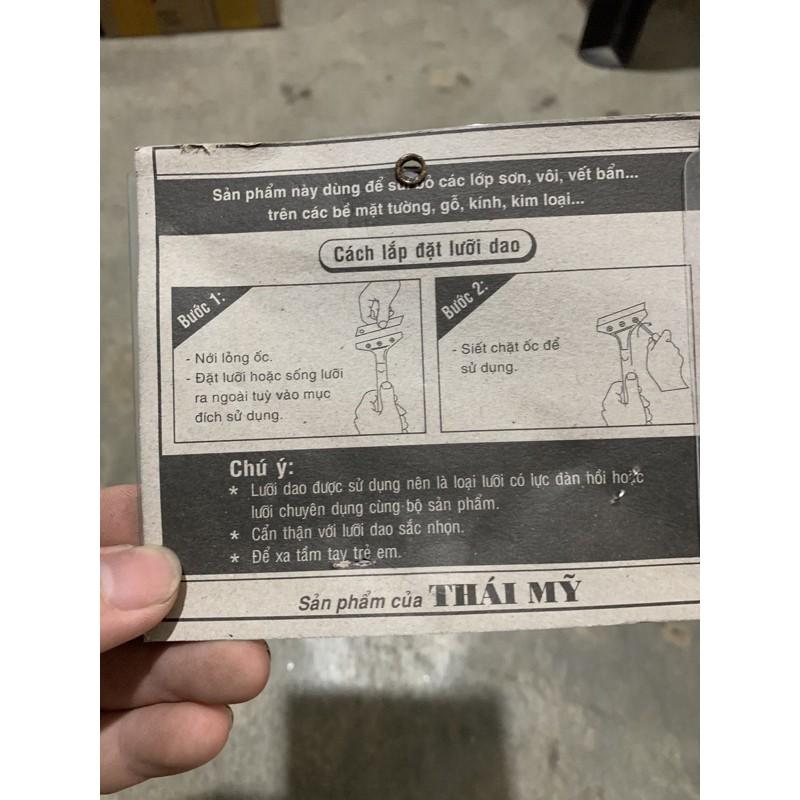 Sản phẩm này dùng để sủi bỏ các lớp sơn, vôi, vết bẩn...
trên các bề mặt tường, gỗ, kính, kim loại...
Cách lắp đặt lưỡi dao
Bước 1:
- Nới lỏng ốc.
- Đặt lưỡi hoặc sống lưỡi
ra ngoài tuỳ vào mục
đích sử dụng.
Bước 2:
- Siết chặt ốc để
sử dụng.
Chú ý:
* Lưỡi dao được sử dụng nên là loại lưỡi có lực đàn hồi hoặc
lưỡi chuyên dụng cùng bộ sản phẩm.
* Cẩn thận với lưỡi dao sắc nhọn.
* Để xa tầm tay trẻ em.
Sản phẩm của THÁI MỸ